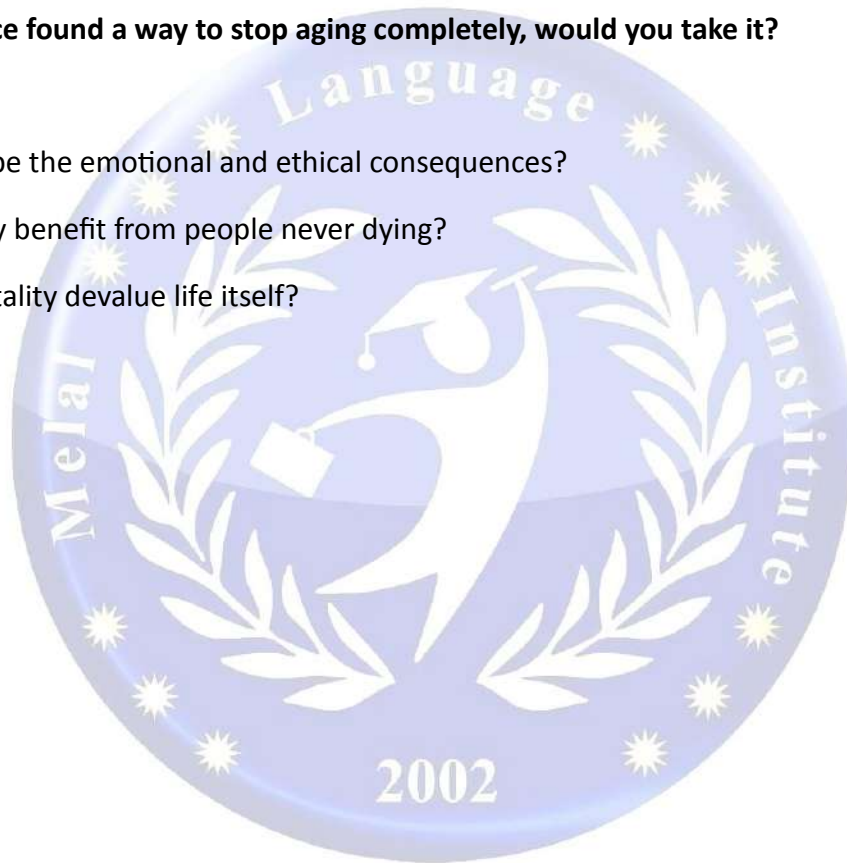 ce found a way to stop aging completely, would you take it?
be the emotional and ethical consequences?
y benefit from people never dying?
tality devalue life itself?
Melal Language Institute
2002